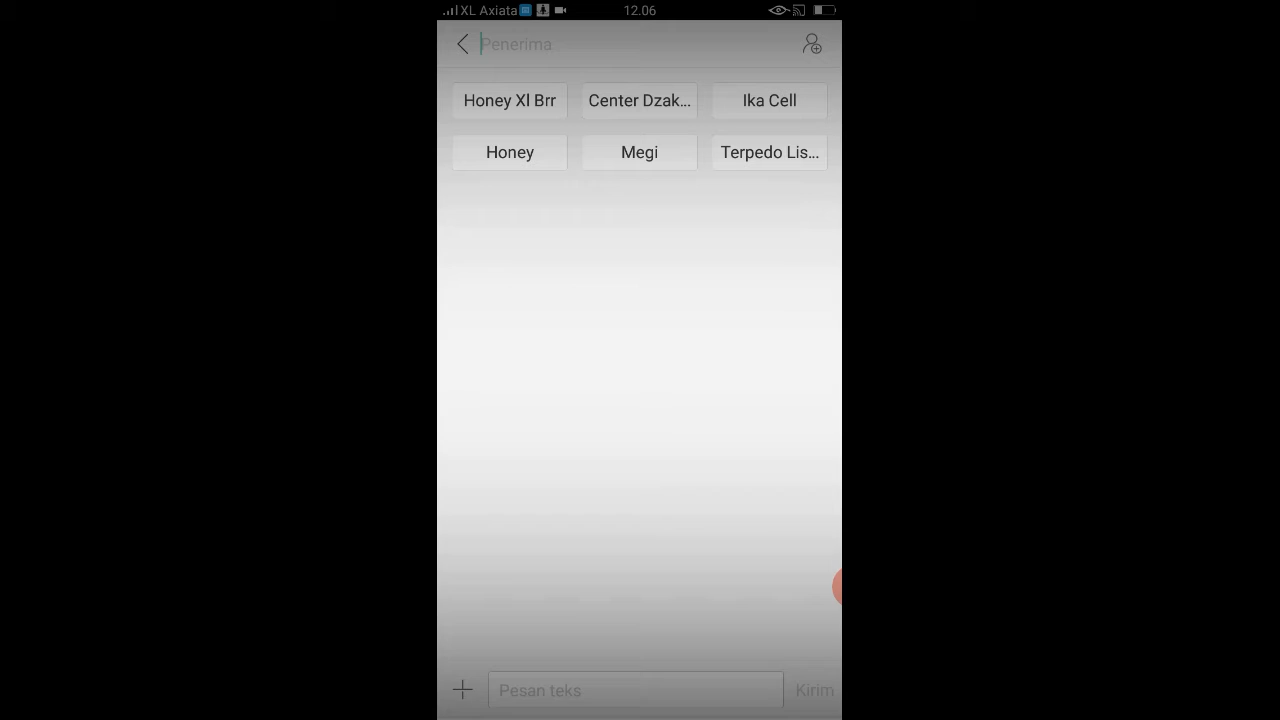 XL Axiata 12.06
Penerima
Honey Xl Brr Center Dzak... Ika Cell
Honey Megi Terpedo Lis...
Pesan teks Kirim